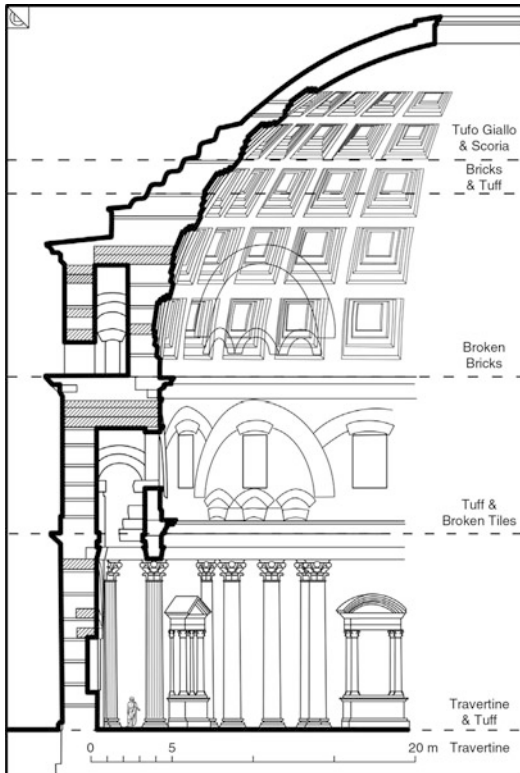 Tufo Giallo
& Scoria
Bricks
& Tuff
Broken
Bricks
Tuff &
Broken Tiles
Travertine
& Tuff
0 5 20 m Travertine